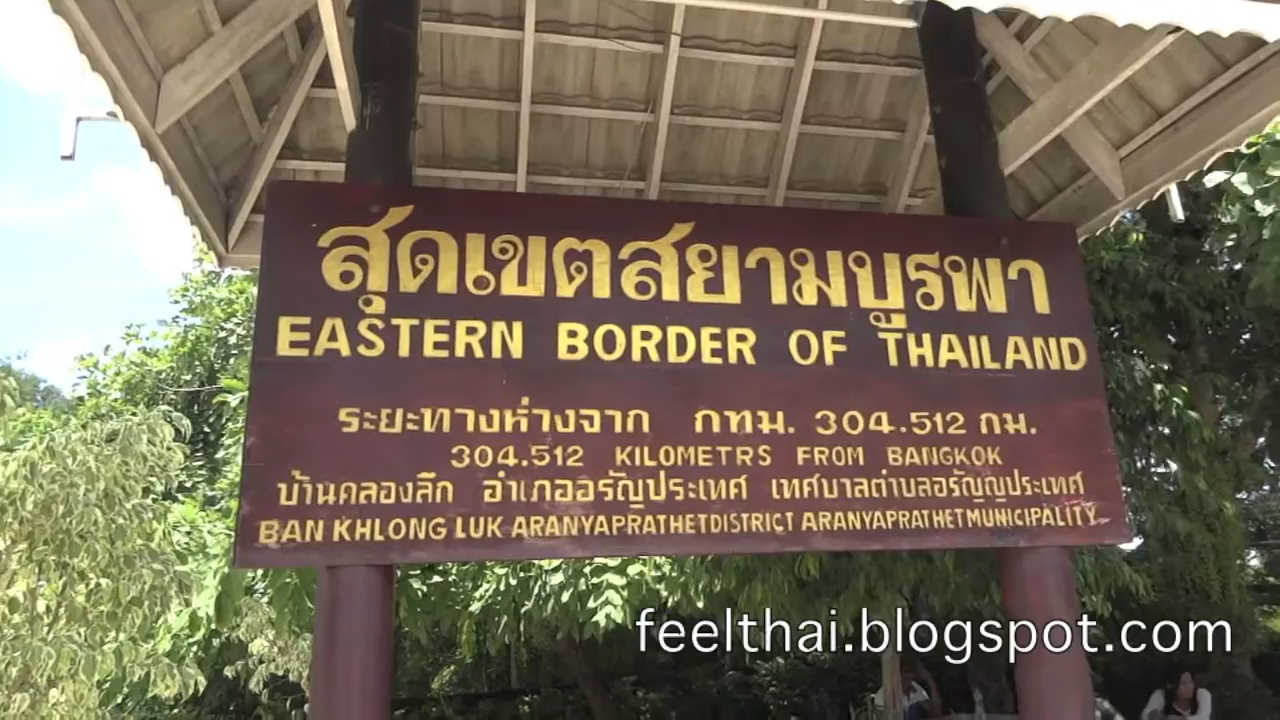 สุดเขตสยามบูรพา
EASTERN BORDER OF THAILAND
ระยะทางห่างจาก กทม. 304.512 กม.
304.512 KILOMETRS FROM BANGKOK
บ้านคลองลึก อำเภออรัญประเทศ เทศบาลตำบลอรัญญประเทศ
BAN KHLONG LUK ARANYAPRATHET DISTRICT ARANYAPRATHET MUNICIPALITY
feelthai.blogspot.com